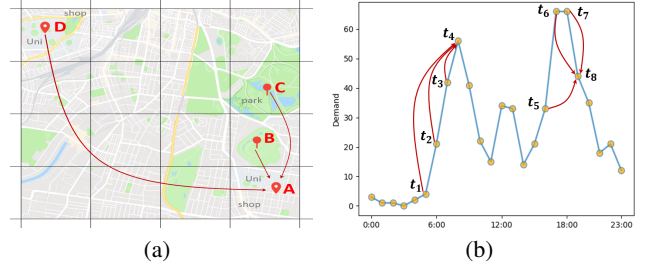 shop
D
Uni
C
park
B
Uni
A
shop
(a)
Demand
60
50
40
30
20
10
0
0:00
6:00
12:00
18:00
23:00
t₁
t₂
t₃
t₄
t₅
t₆
t₇
t₈
(b)